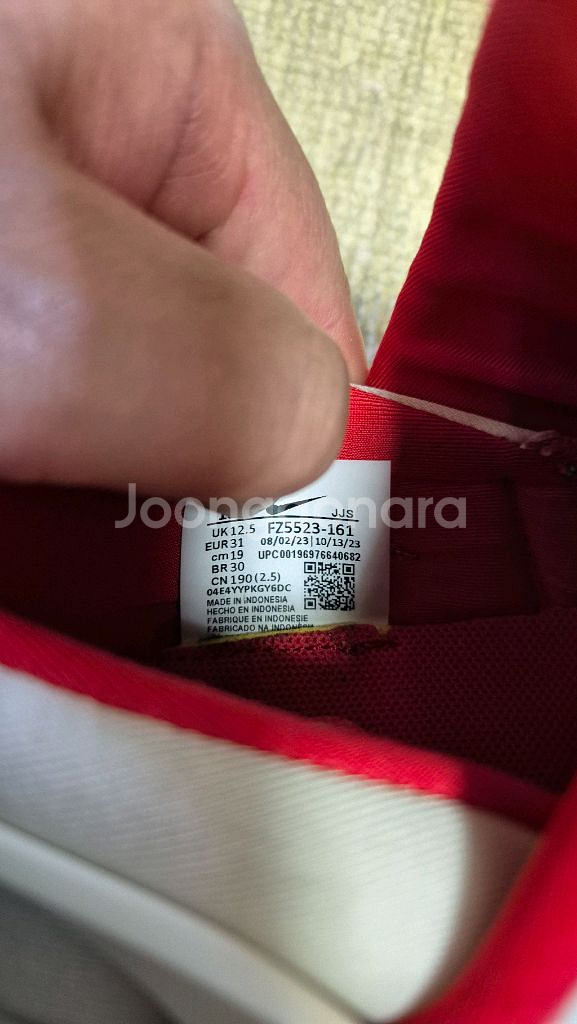 Joongonara
JJS
UK 12.5 FZ5523-161
EUR 31 08/02/23 | 10/13/23
cm 19 UPC00196976640682
BR 30
CN 190 (2.5)
04E4YYPKGY6DC
MADE IN INDONESIA
HECHO EN INDONESIA
FABRIQUE EN INDONESIE
FABRICADO NA INDONESIA